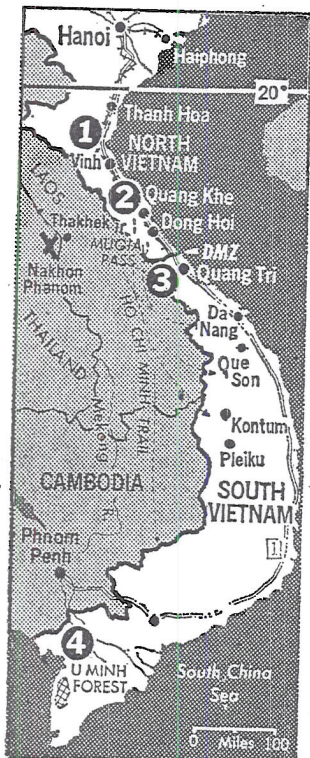 Hanoi
Haiphong
20°
Thanh Hoa
1
Vinh
NORTH
VIETNAM
LAOS
2
Quang Khe
Thakhek
Dong Hoi
MUGIA
PASS
DMZ
Nakhon
Phanom
3
Quang Tri
HO CHI MINH TRAIL
THAILAND
Da
Nang
Que
Son
Mekong
R.
Kontum
Pleiku
CAMBODIA
SOUTH
VIETNAM
Phnom
Penh
1
4
U MINH
FOREST
South China
Sea
0 Miles 100